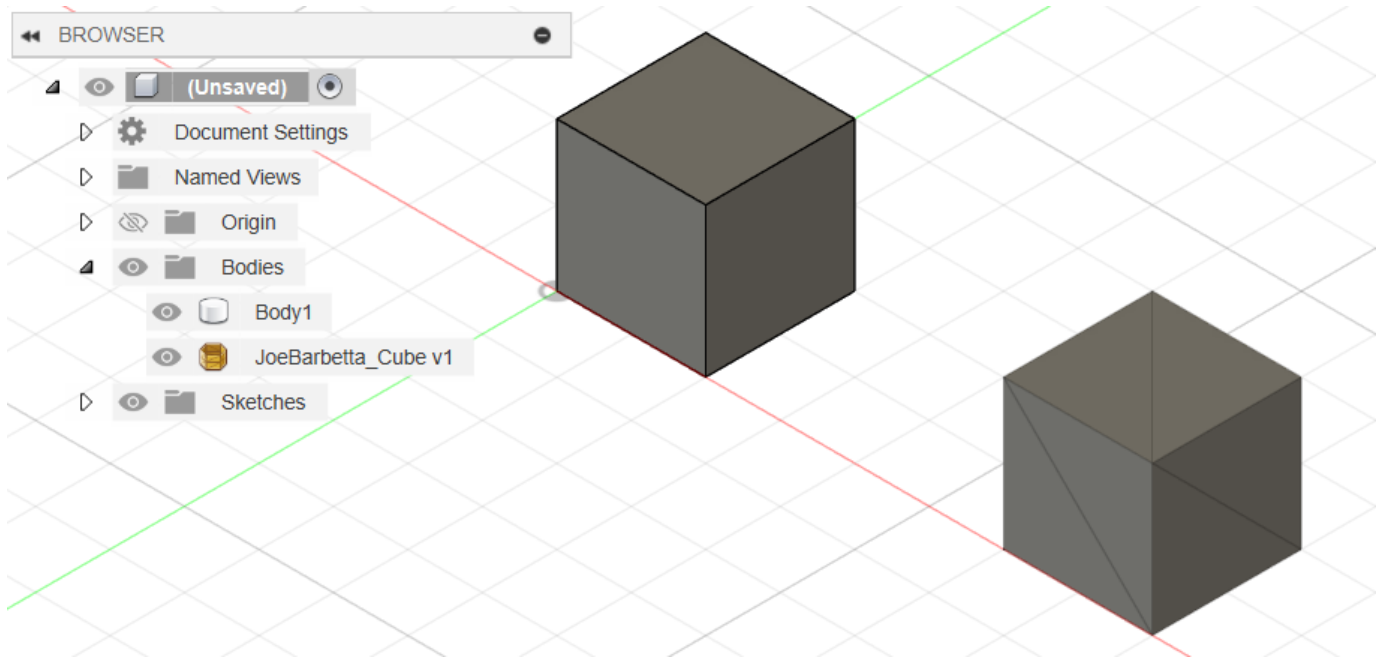 BROWSER
(Unsaved)
Document Settings
Named Views
Origin
Bodies
Body1
JoeBarbetta_Cube v1
Sketches